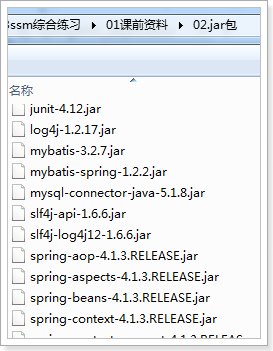 3ssm综合练习 ▸ 01课前资料 ▸ 02.jar包
名称
junit-4.12.jar
log4j-1.2.17.jar
mybatis-3.2.7.jar
mybatis-spring-1.2.2.jar
mysql-connector-java-5.1.8.jar
slf4j-api-1.6.6.jar
slf4j-log4j12-1.6.6.jar
spring-aop-4.1.3.RELEASE.jar
spring-aspects-4.1.3.RELEASE.jar
spring-beans-4.1.3.RELEASE.jar
spring-context-4.1.3.RELEASE.jar